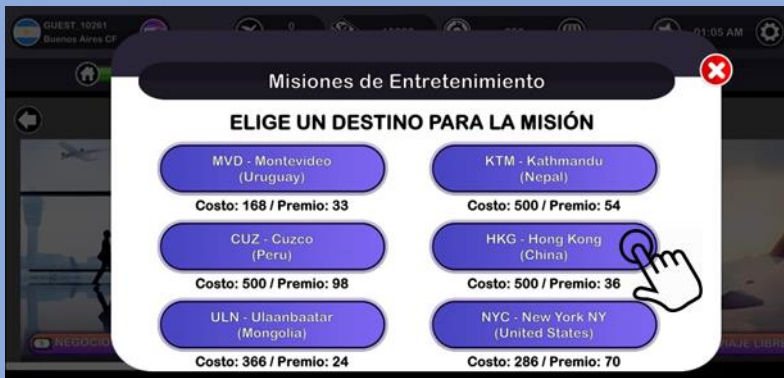 GUEST_10261
Buenos Aires CF
0
01:05 AM
Misiones de Entretenimiento
ELIGE UN DESTINO PARA LA MISIÓN
MVD - Montevideo
(Uruguay)
KTM - Kathmandu
(Nepal)
Costo: 168 / Premio: 33
Costo: 500 / Premio: 54
CUZ - Cuzco
(Peru)
HKG - Hong Kong
(China)
Costo: 500 / Premio: 98
Costo: 500 / Premio: 36
ULN - Ulaanbaatar
(Mongolia)
NYC - New York NY
(United States)
NEGOCIO
VIAJE LIBRE
Costo: 366 / Premio: 24
Costo: 286 / Premio: 70